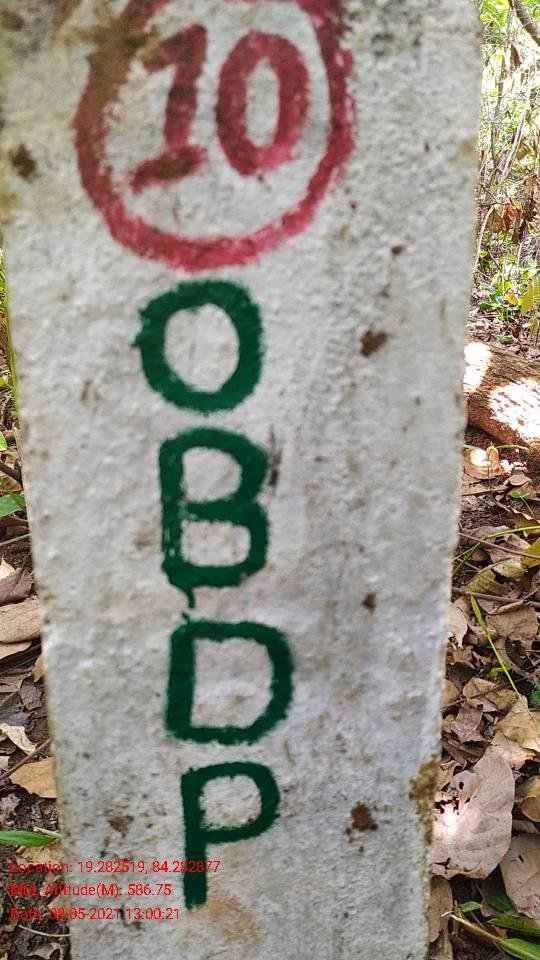 10
O
B
D
P
Location: 19.282519, 84.282877
MSL Altitude(M): 586.75
Date: 08-05-2021 13:00:21